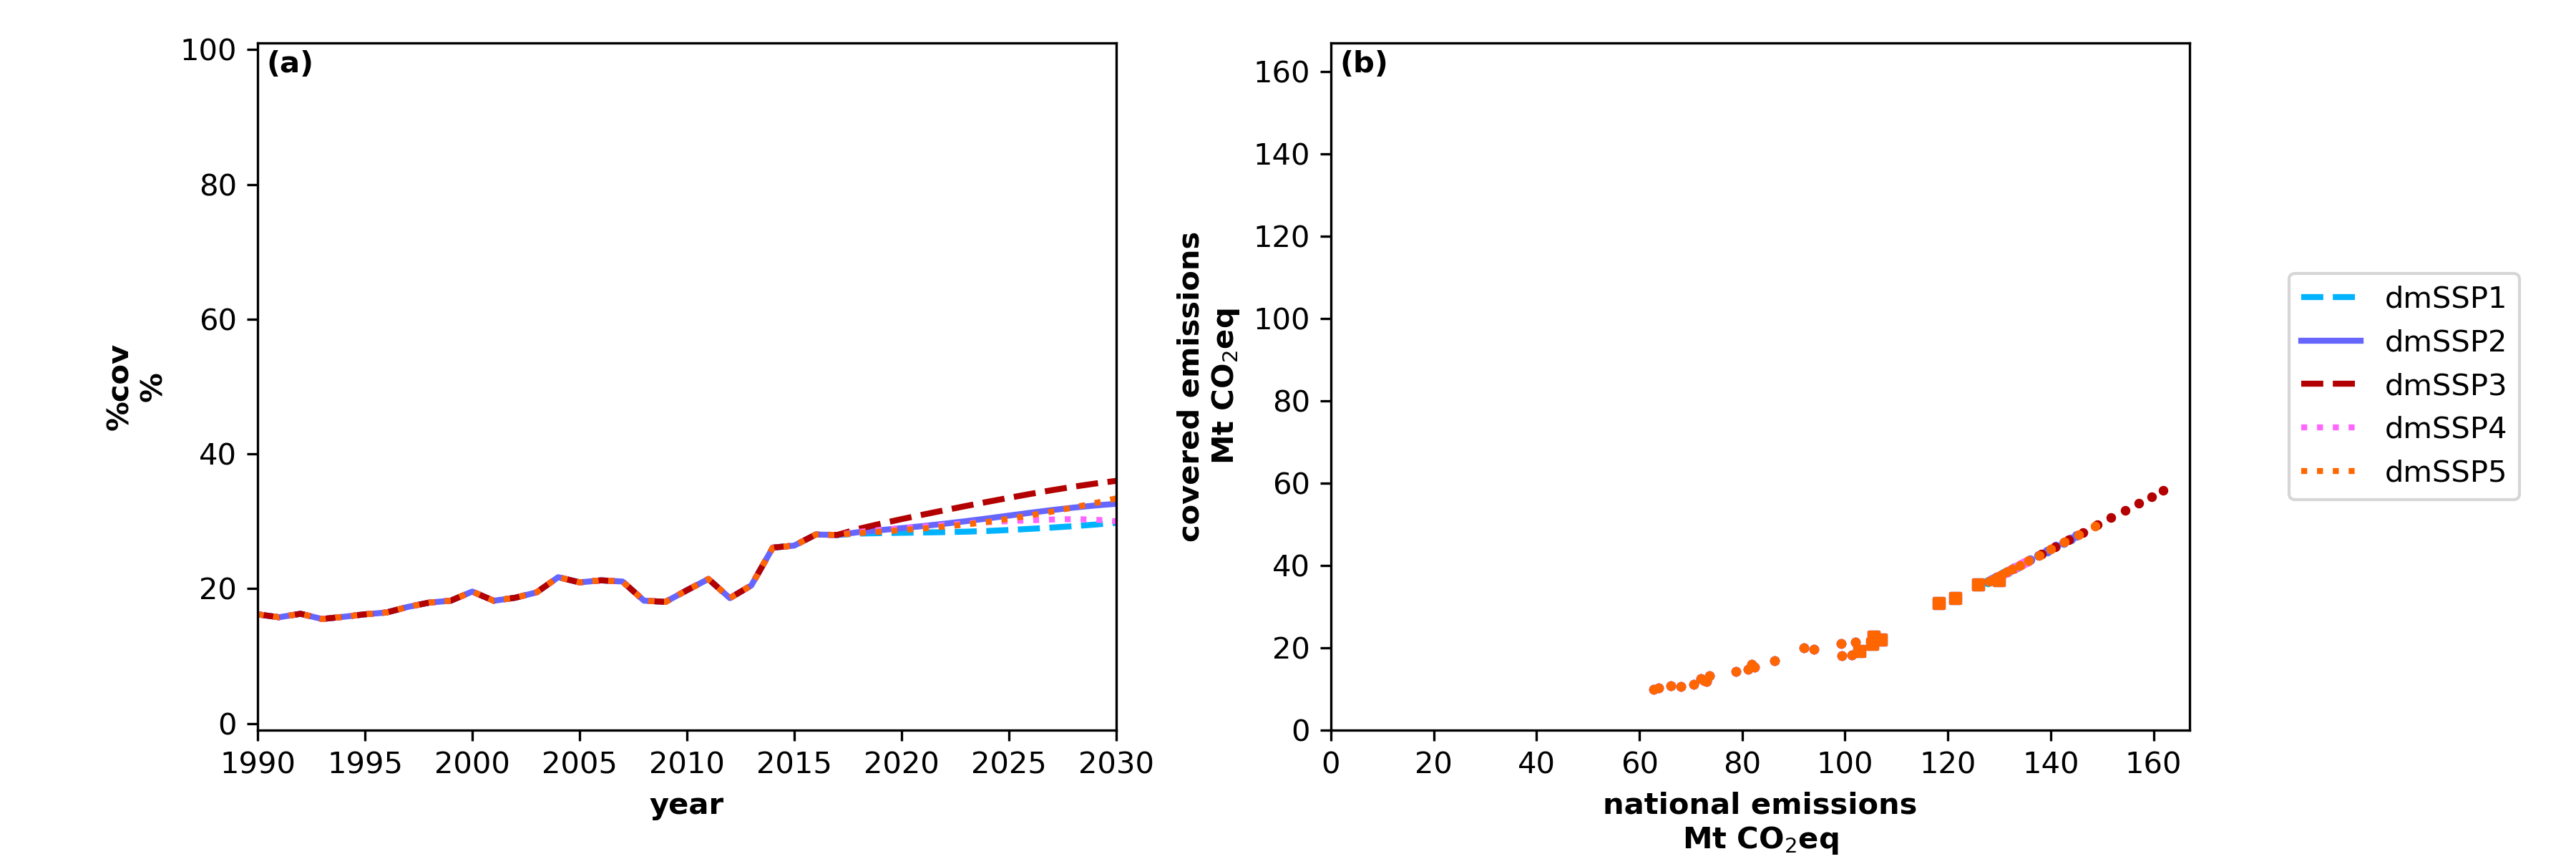 (a)
100
80
60
40
20
0
%cov
%
1990 1995 2000 2005 2010 2015 2020 2025 2030
year
(b)
160
140
120
100
80
60
40
20
0
covered emissions
Mt CO₂eq
0 20 40 60 80 100 120 140 160
national emissions
Mt CO₂eq
dmSSP1
dmSSP2
dmSSP3
dmSSP4
dmSSP5